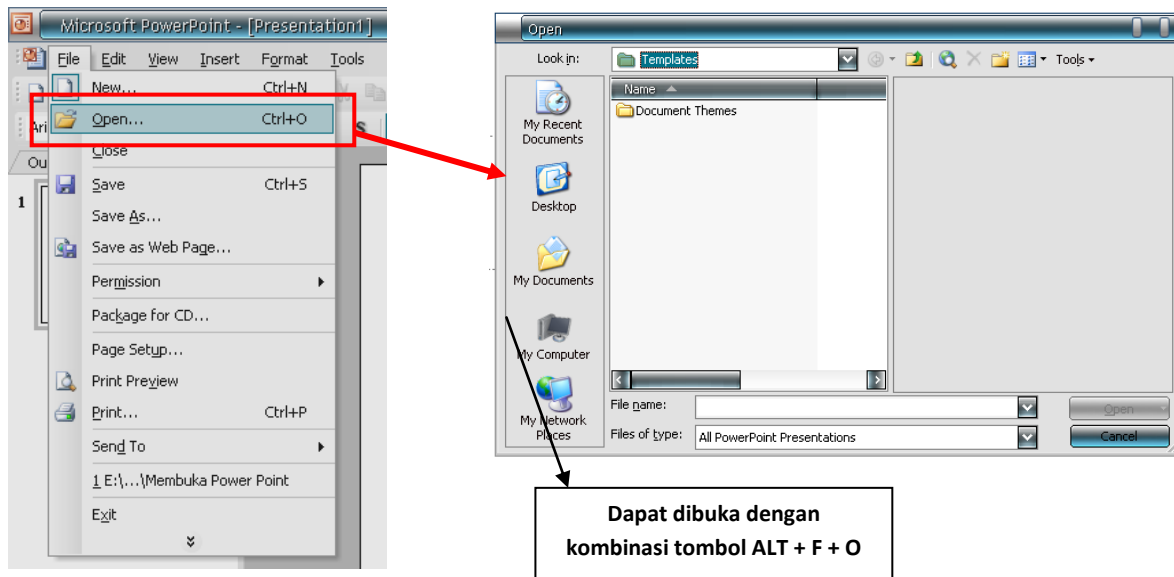 Microsoft PowerPoint - [Presentation1]
File Edit View Insert Format Tools
New... Ctrl+N
Ari
Open... Ctrl+O
S
Close
Ou
Save Ctrl+S
1
Save As...
Save as Web Page...
Permission
Package for CD...
Page Setup...
Print Preview
Print... Ctrl+P
Send To
1 E:\...\Membuka Power Point
Exit
Open
Look in: Templates Tools
Name
Document Themes
My Recent
Documents
Desktop
My Documents
My Computer
My Network
Places
File name: Open
Files of type: All PowerPoint Presentations Cancel
Dapat dibuka dengan
kombinasi tombol ALT + F + O